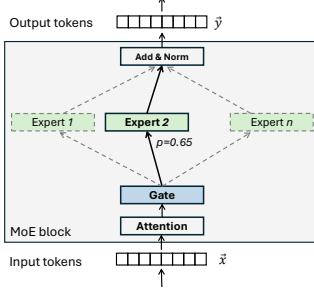 Output tokens y⃗
Add & Norm
Expert 1 Expert 2 Expert n
p=0.65
Gate
Attention
MoE block
Input tokens x⃗